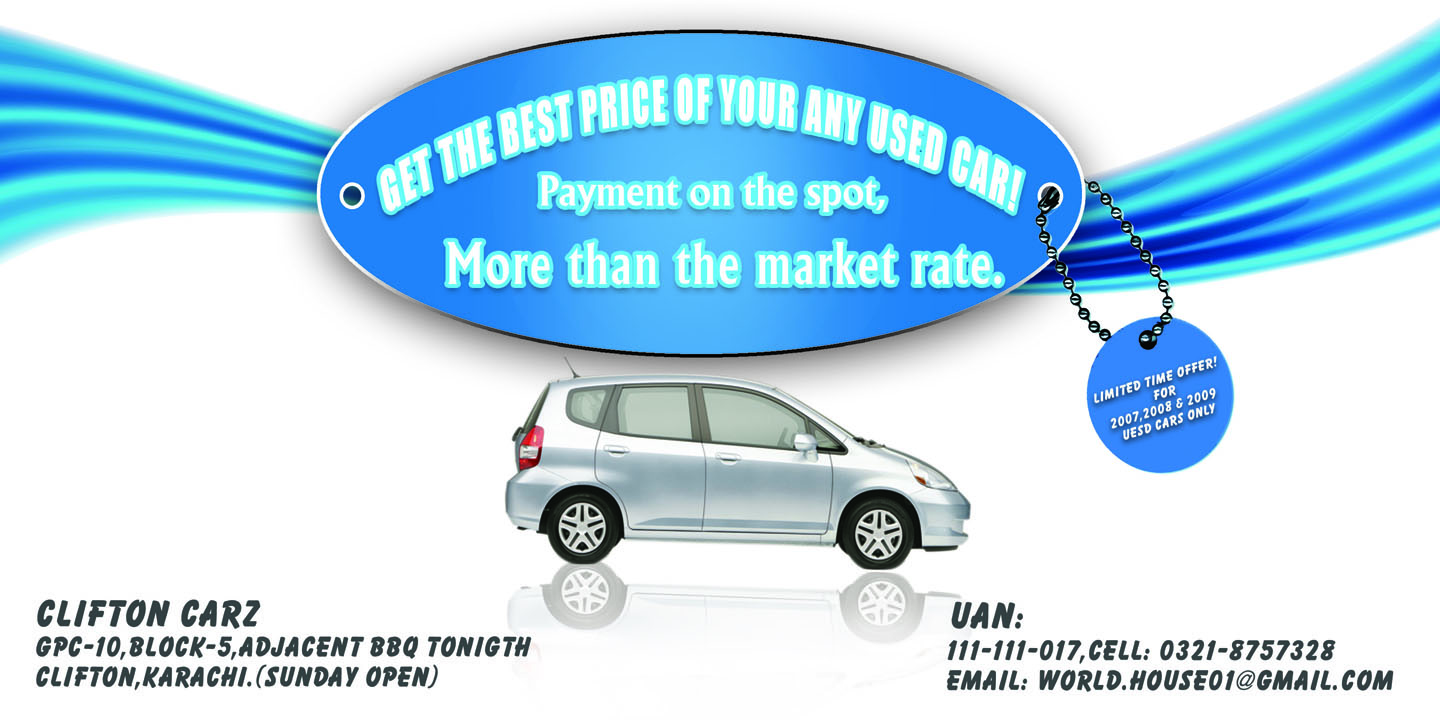 GET THE BEST PRICE OF YOUR ANY USED CAR!
Payment on the spot,
More than the market rate.
LIMITED TIME OFFER!
FOR
2007,2008 & 2009
UESD CARS ONLY
CLIFTON CARZ
GPC-10,BLOCK-5,ADJACENT BBQ TONIGTH
CLIFTON,KARACHI.(SUNDAY OPEN)
UAN:
111-111-017,CELL: 0321-8757328
EMAIL: WORLD.HOUSE01@GMAIL.COM